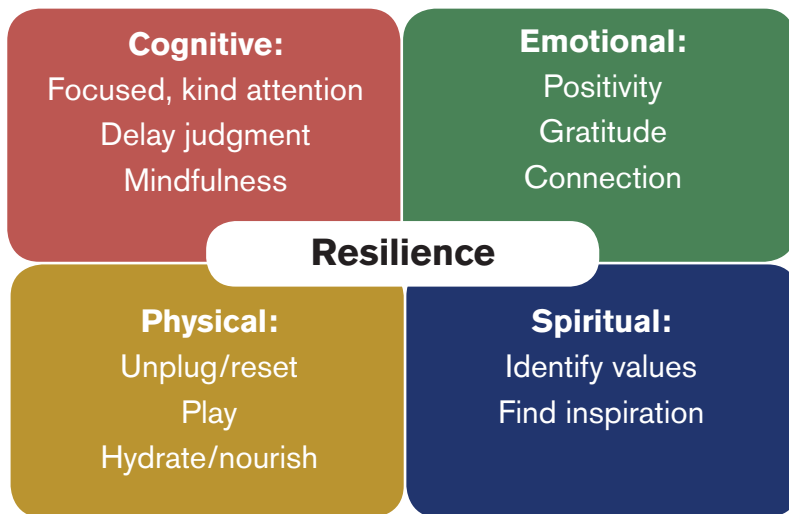 Cognitive:
Focused, kind attention
Delay judgment
Mindfulness
Emotional:
Positivity
Gratitude
Connection
Resilience
Physical:
Unplug/reset
Play
Hydrate/nourish
Spiritual:
Identify values
Find inspiration